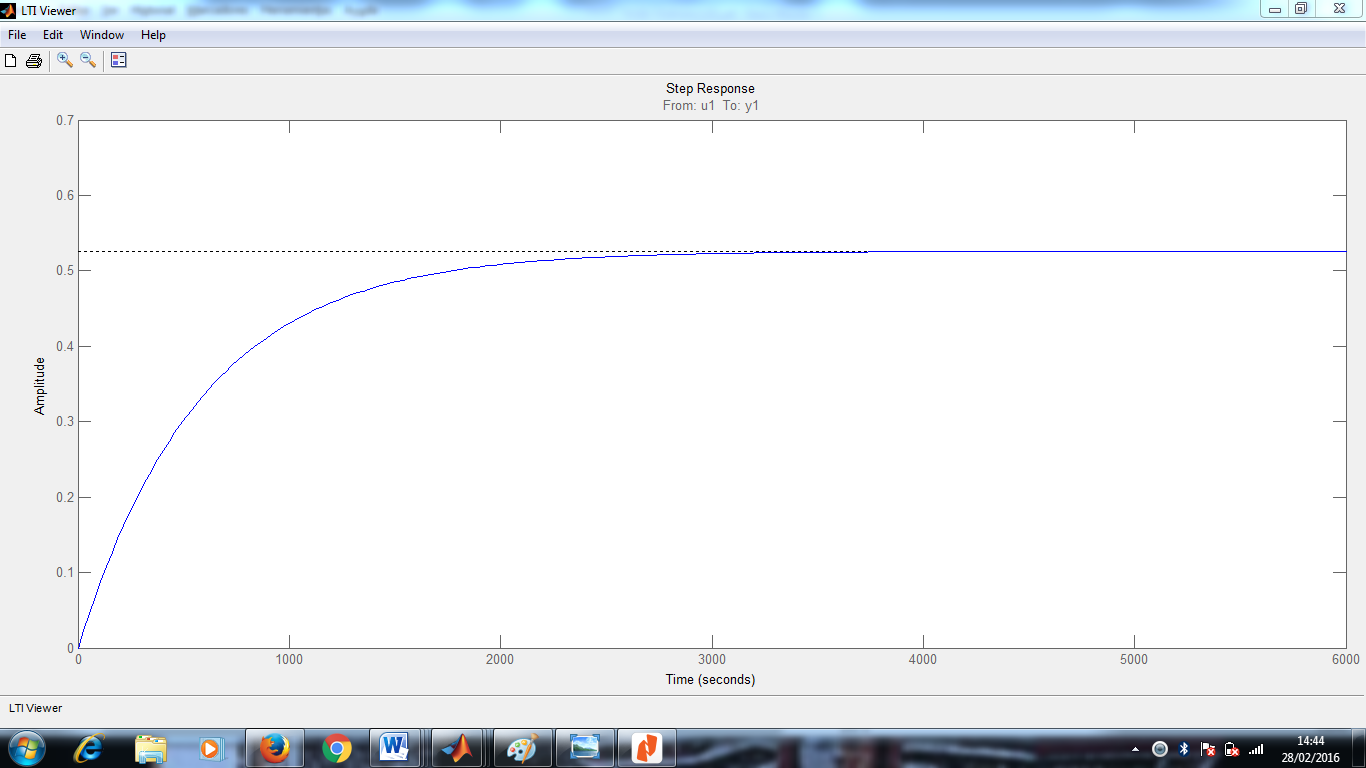 LTI Viewer
File Edit Window Help
Step Response
From: u1 To: y1
0.7
0.6
0.5
0.4
0.3
0.2
0.1
0
Amplitude
0 1000 2000 3000 4000 5000 6000
Time (seconds)
LTI Viewer
14:44
28/02/2016